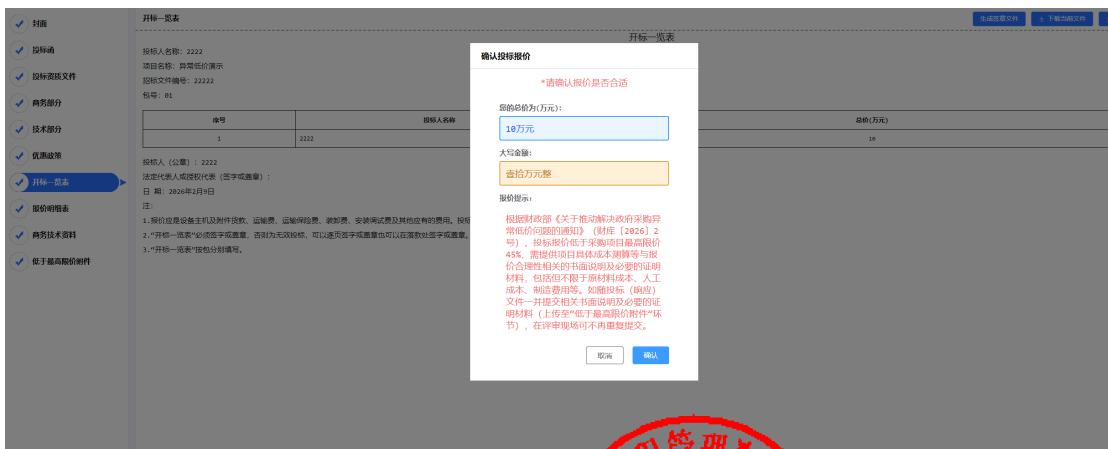 封面
投标函
投标资质文件
商务部分
技术部分
优惠政策
开标一览表
报价明细表
商务技术资料
低于最高限价附件
开标一览表
生成签章文件
下载当前文件
开标一览表
投标人名称: 2222
项目名称: 异常低价演示
招标文件编号: 22222
包号: 01
序号
投标人名称
总价(万元)
1
2222
10
投标人(公章): 2222
法定代表人或授权代表(签字或盖章):
日 期: 2026年2月9日
注:
1.报价应是设备主机及附件货款、运输费、运输保险费、装卸费、安装调试费及其他应有的费用。投标
2."开标一览表"必须签字或盖章, 否则为无效投标、可以逐页签字或盖章也可以在落款处签字或盖章。
3."开标一览表"按包分别填写。
确认投标报价
*请确认报价是否合适
您的总价为(万元):
10万元
大写金额:
壹拾万元整
报价提示:
根据财政部《关于推动解决政府采购异
常低价问题的通知》(财库〔2026〕2
号), 投标报价低于采购项目最高限价
45%, 需提供项目具体成本测算等与报
价合理性相关的书面说明及必要的证明
材料, 包括但不限于原材料成本、人工
成本、制造费用等。如随投标(响应)
文件一并提交相关书面说明及必要的证
明材料(上传至"低于最高限价附件"环
节), 在评审现场可不再重复提交。
取消
确认
管理